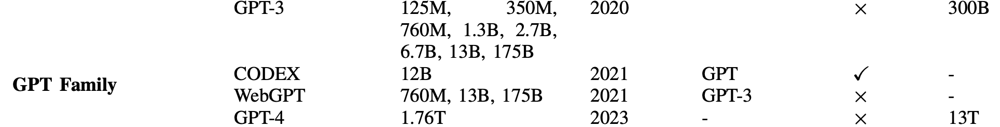 GPT-3 125M, 350M, 2020 × 300B
760M, 1.3B, 2.7B,
6.7B, 13B, 175B
CODEX 12B 2021 GPT ✓ -
GPT Family
WebGPT 760M, 13B, 175B 2021 GPT-3 × -
GPT-4 1.76T 2023 - × 13T